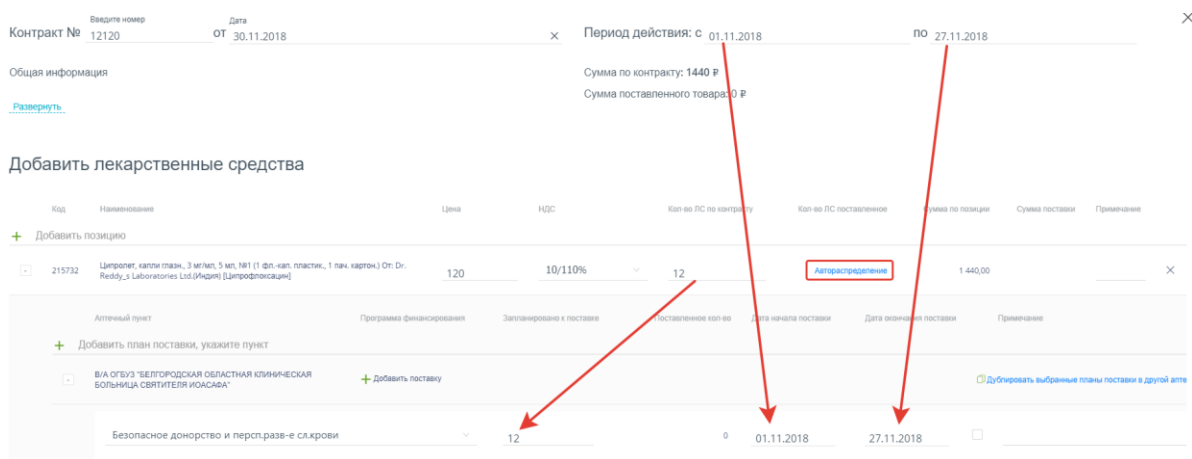 Введите номер Дата
Контракт № 12120 от 30.11.2018 × Период действия: с 01.11.2018 по 27.11.2018
Общая информация Сумма по контракту: 1440 ₽
Сумма поставленного товара: 0 ₽
Развернуть
Добавить лекарственные средства
Код Наименование Цена НДС Кол-во ЛС по контракту Кол-во ЛС поставленное Сумма по позиции Сумма поставки Примечание
+ Добавить позицию
215732 Ципролет, капли глазн., 3 мг/мл, 5 мл, №1 (1 фл.-кап. пластик., 1 пач. картон.) От: Dr.
Reddy_s Laboratories Ltd.(Индия) [Ципрофлоксацин] 120 10/110% 12 Автораспределение 1 440,00
Аптечный пункт Программа финансирования Запланировано к поставке Поставленное кол-во Дата начала поставки Дата окончания поставки Примечание
+ Добавить план поставки, укажите пункт
В/А ОГБУЗ "БЕЛГОРОДСКАЯ ОБЛАСТНАЯ КЛИНИЧЕСКАЯ
БОЛЬНИЦА СВЯТИТЕЛЯ ИОАСАФА" + Добавить поставку Дублировать выбранные планы поставки в другой апте
Безопасное донорство и персп.разв-е сл.крови 12 0 01.11.2018 27.11.2018